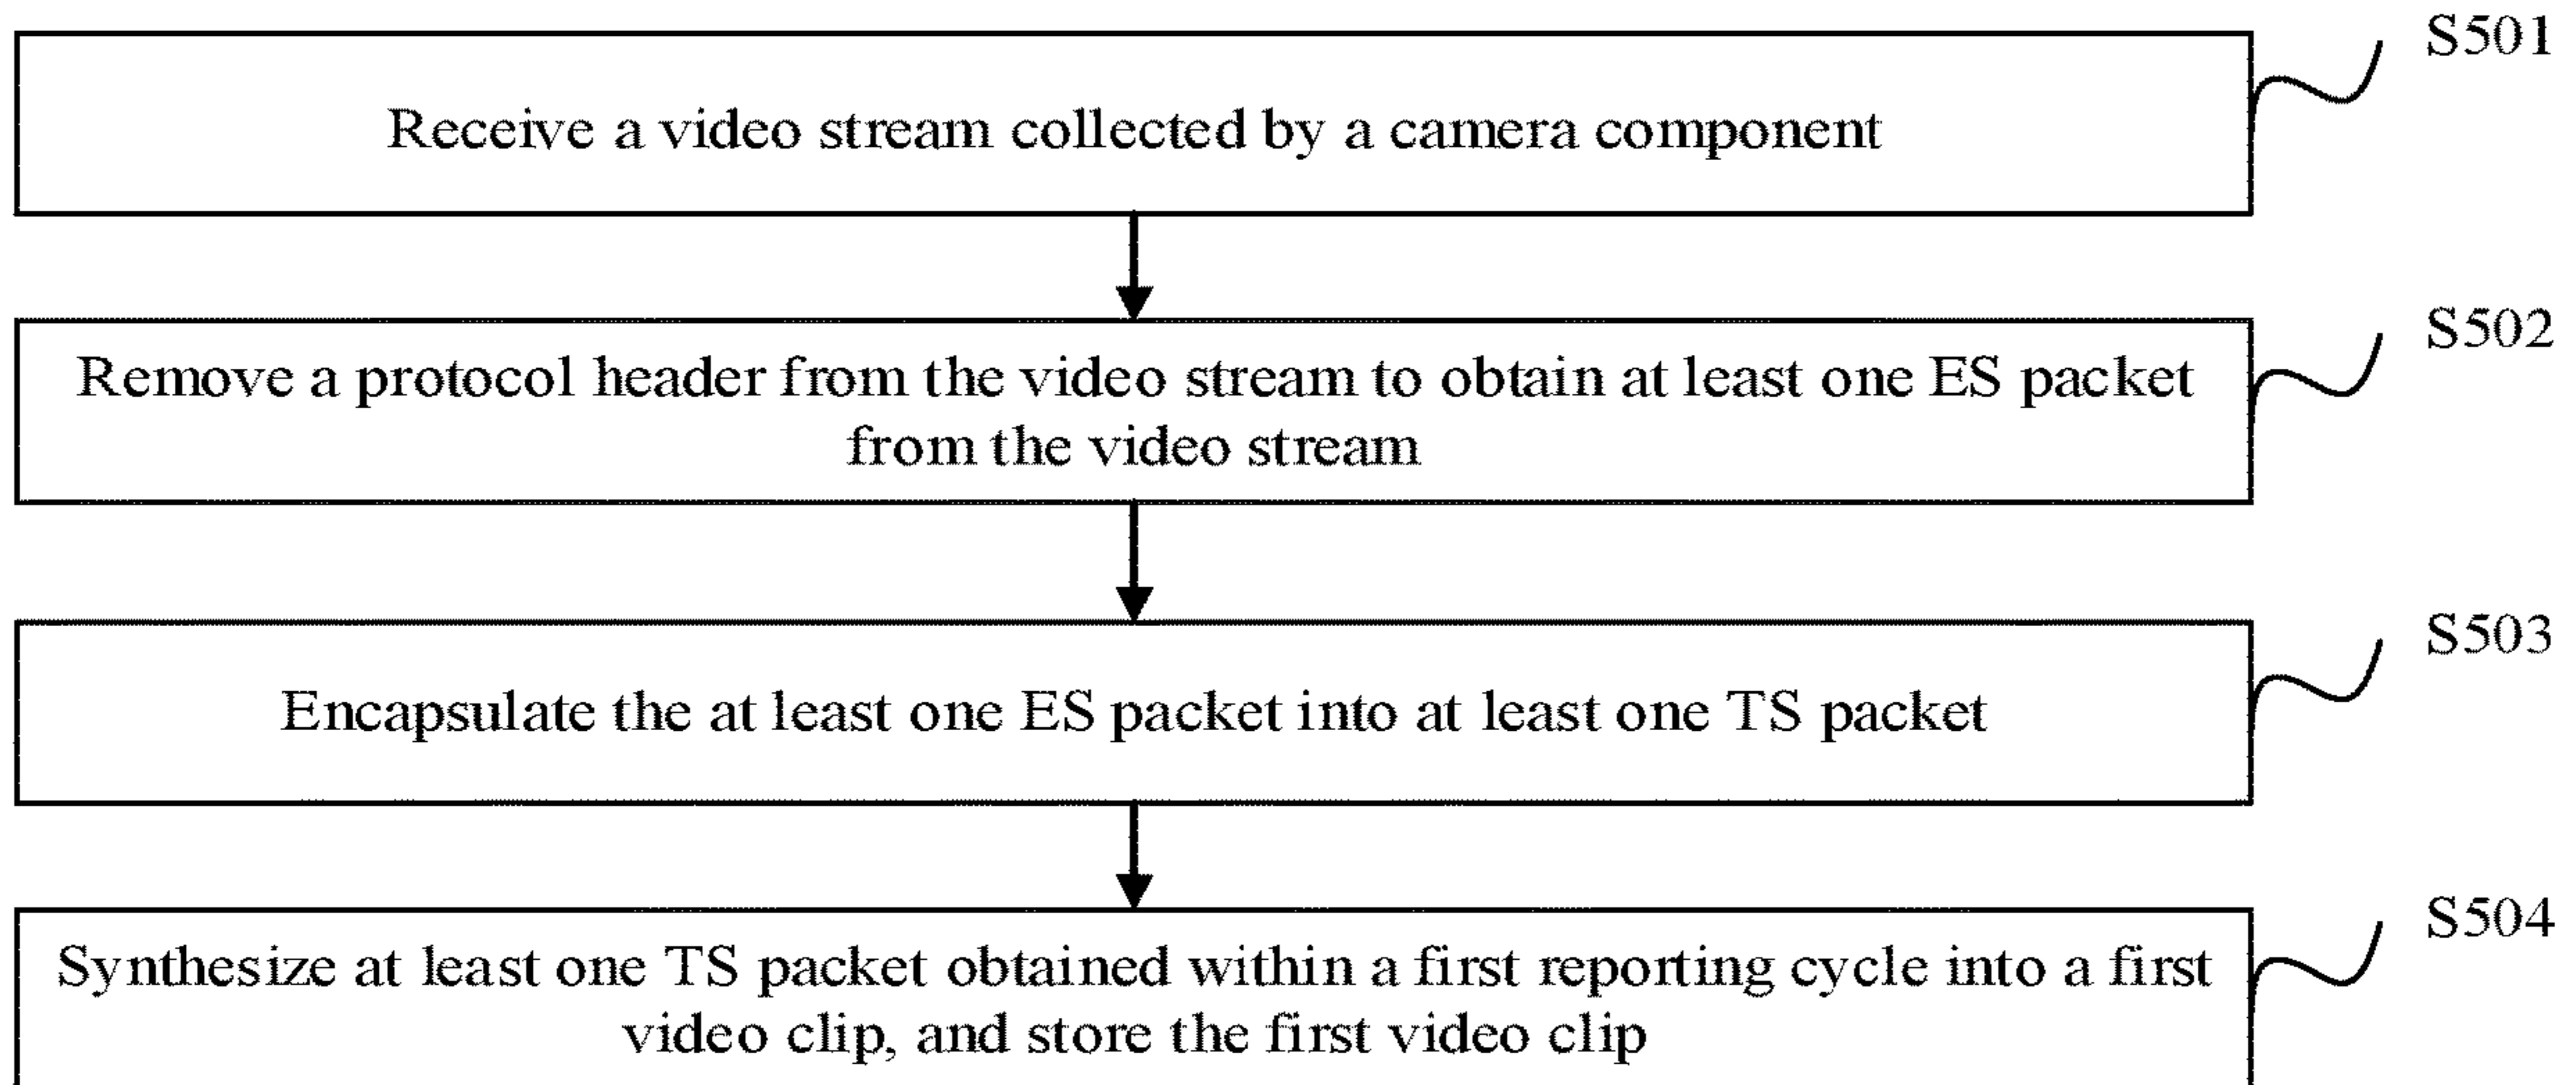 S501
Receive a video stream collected by a camera component
S502
Remove a protocol header from the video stream to obtain at least one ES packet
from the video stream
S503
Encapsulate the at least one ES packet into at least one TS packet
S504
Synthesize at least one TS packet obtained within a first reporting cycle into a first
video clip, and store the first video clip